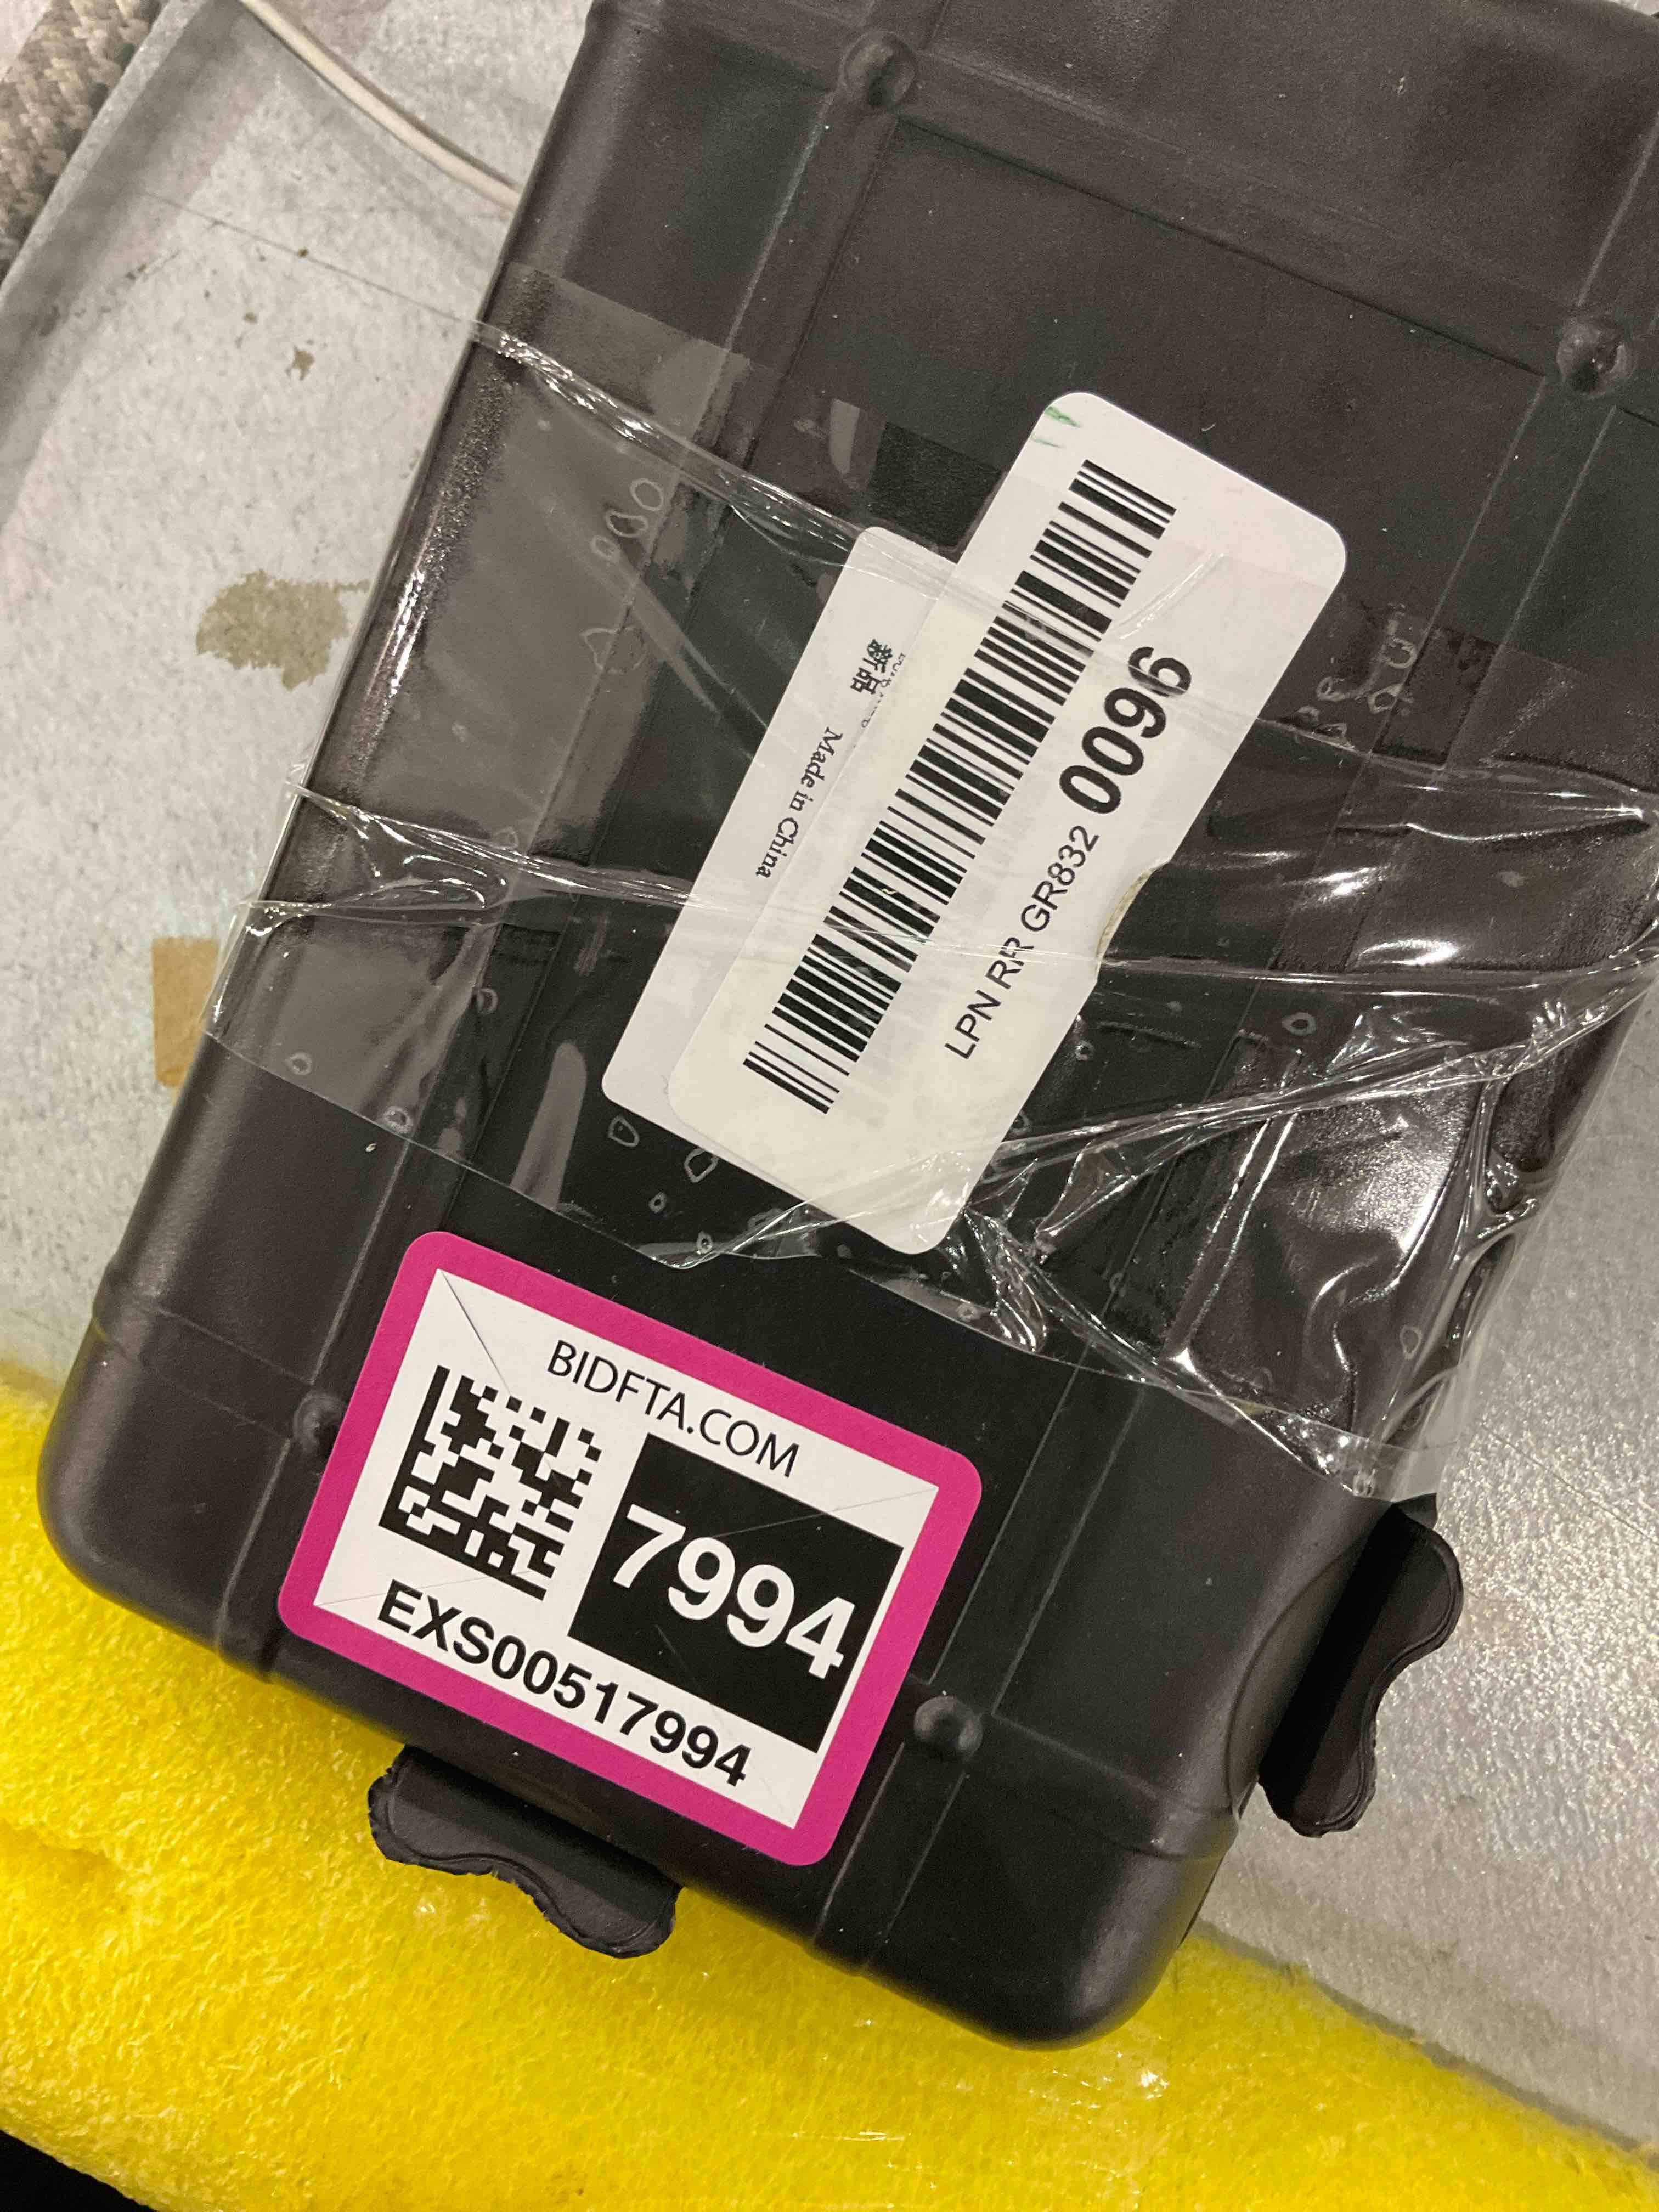 新品
Made in China
LPN RR GR832 0096
BIDFTA.COM
7994
EXS00517994